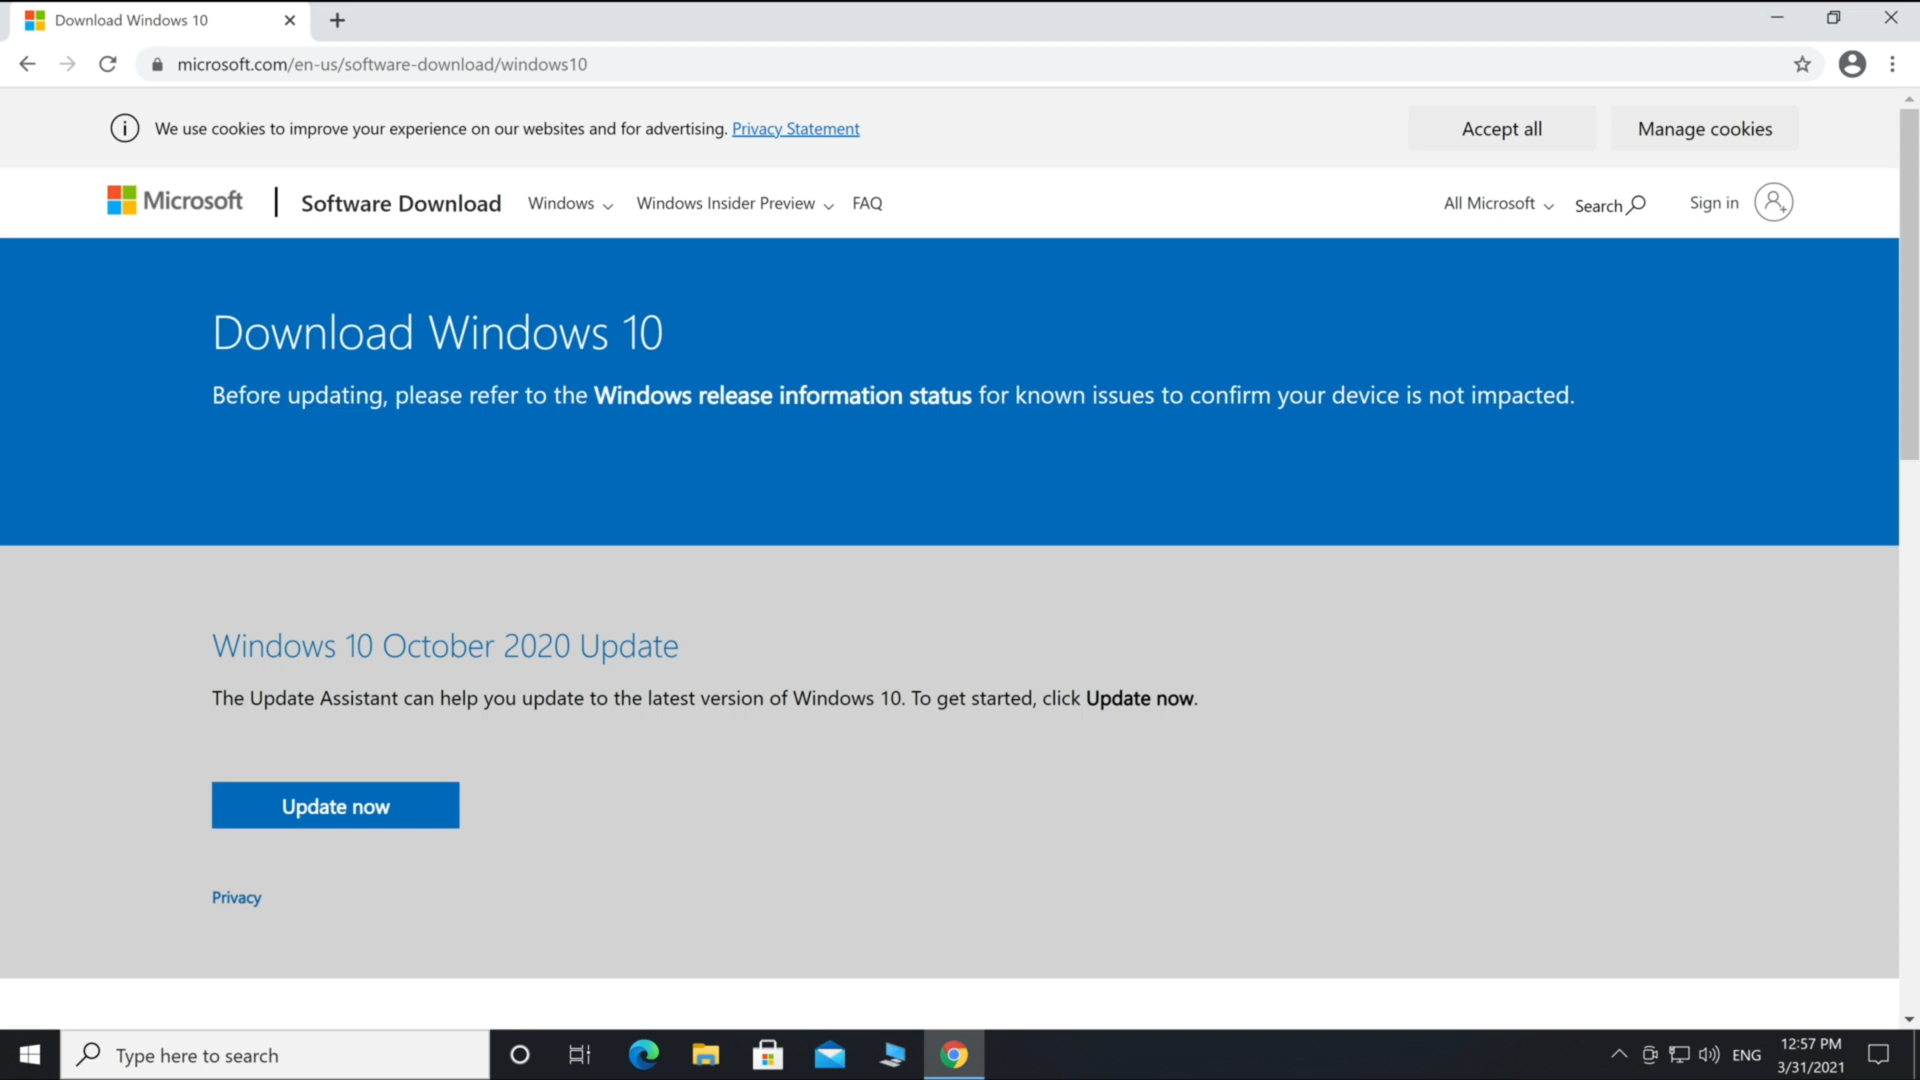 Download Windows 10
microsoft.com/en-us/software-download/windows10
We use cookies to improve your experience on our websites and for advertising. Privacy Statement
Accept all
Manage cookies
Microsoft
Software Download
Windows
Windows Insider Preview
FAQ
All Microsoft
Search
Sign in
Download Windows 10
Before updating, please refer to the Windows release information status for known issues to confirm your device is not impacted.
Windows 10 October 2020 Update
The Update Assistant can help you update to the latest version of Windows 10. To get started, click Update now.
Update now
Privacy
Type here to search
ENG
12:57 PM
3/31/2021